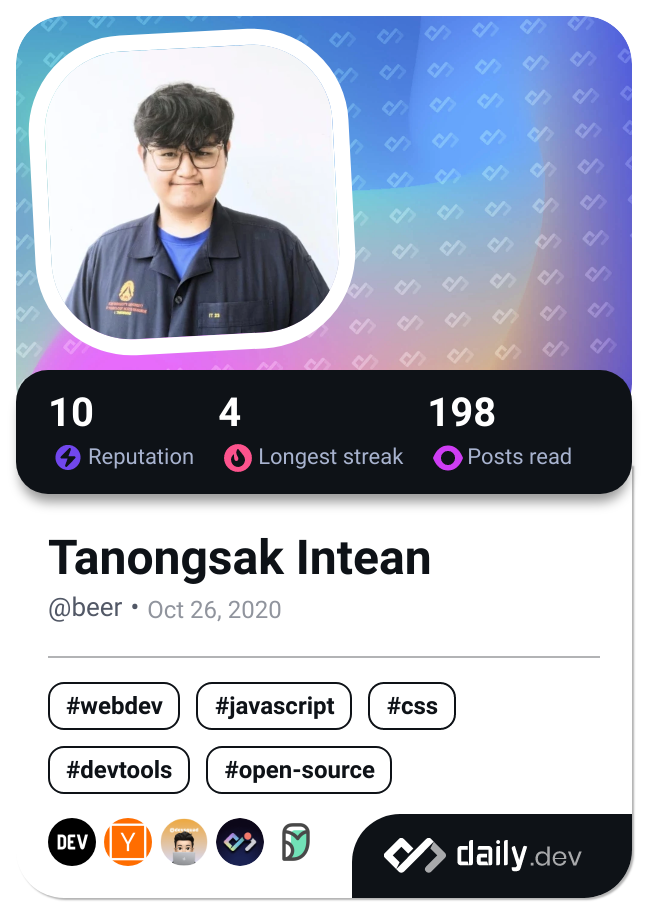 10
4
198
Reputation
Longest streak
Posts read
Tanongsak Intean
@beer • Oct 26, 2020
#webdev
#javascript
#css
#devtools
#open-source
DEV
Y
daily.dev